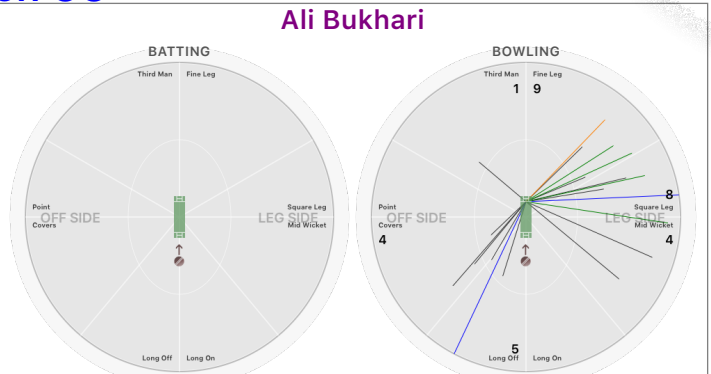 Ali Bukhari
BATTING
Third Man
Fine Leg
Point
OFF SIDE
Covers
Square Leg
LEG SIDE
Mid Wicket
Long Off
Long On
BOWLING
Third Man
Fine Leg
1
9
Point
OFF SIDE
Covers
4
8
Square Leg
LEG SIDE
Mid Wicket
4
5
Long Off
Long On